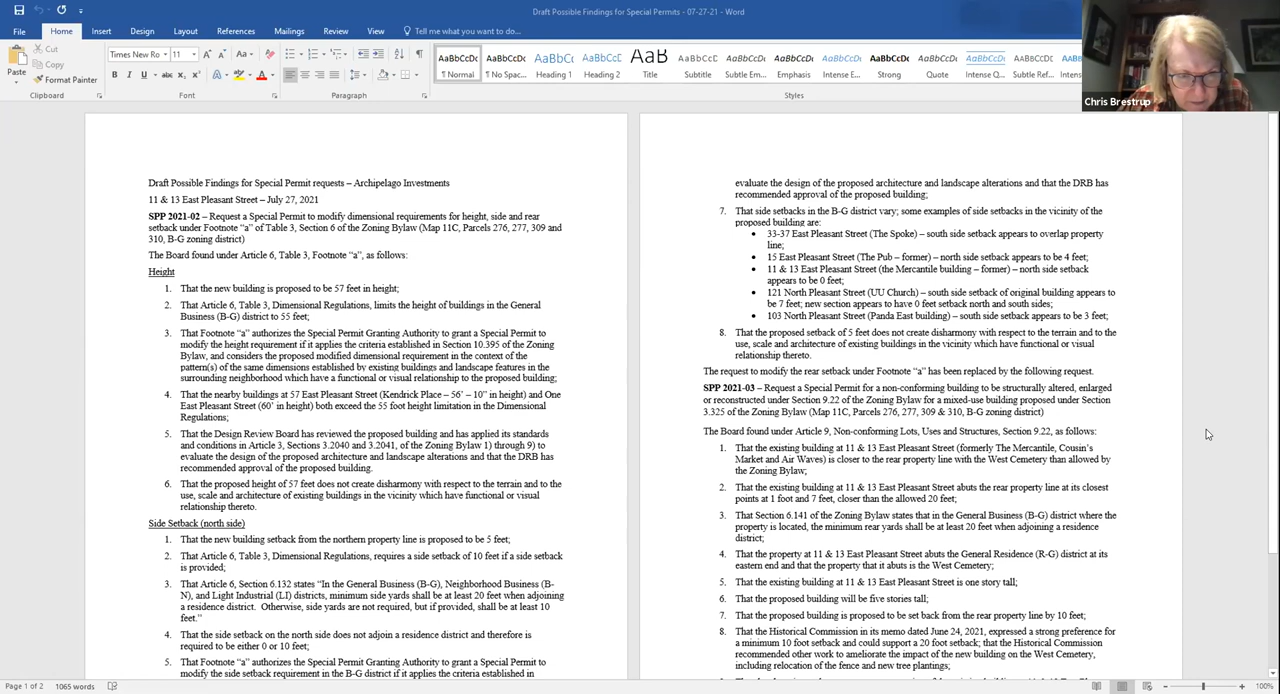 Draft Possible Findings for Special Permits - 07-27-21 - Word
File Home Insert Draw Design Layout References Mailings Review View Tell me what you want to do...
Paste
Cut
Copy
Format Painter
Times New Ro 11
Clipboard
Font
Paragraph
Styles
¶ Normal
¶ No Spac...
Heading 1
Heading 2
Title
Subtitle
Subtle Em...
Emphasis
Intense E...
Strong
Quote
Intense Q...
Subtle Ref...
Chris Brestrup
Draft Possible Findings for Special Permit requests – Archipelago Investments
11 & 13 East Pleasant Street – July 27, 2021
SPP 2021-02 – Request a Special Permit to modify dimensional requirements for height, side and rear
setback under Footnote “a” of Table 3, Section 6 of the Zoning Bylaw (Map 11C, Parcels 276, 277, 309 and
310, B-G zoning district)
The Board found under Article 6, Table 3, Footnote “a”, as follows:
Height
1. That the new building is proposed to be 57 feet in height;
2. That Article 6, Table 3, Dimensional Regulations, limits the height of buildings in the General
Business (B-G) district to 55 feet;
3. That Footnote “a” authorizes the Special Permit Granting Authority to grant a Special Permit to
modify the height requirement if it applies the criteria established in Section 10.395 of the Zoning
Bylaw, and considers the proposed modified dimensional requirement in the context of the
pattern(s) of the same dimensions established by existing buildings and landscape features in the
surrounding neighborhood which have a functional or visual relationship to the proposed building;
4. That the nearby buildings at 57 East Pleasant Street (Kendrick Place – 56’ – 10” in height) and One
East Pleasant Street (60’ in height) both exceed the 55 foot height limitation in the Dimensional
Regulations;
5. That the Design Review Board has reviewed the proposed building and has applied its standards
and conditions in Article 3, Sections 3.2040 and 3.2041, of the Zoning Bylaw 1) through 9) to
evaluate the design of the proposed architecture and landscape alterations and that the DRB has
recommended approval of the proposed building.
6. That the proposed height of 57 feet does not create disharmony with respect to the terrain and to the
use, scale and architecture of existing buildings in the vicinity which have functional or visual
relationship thereto.
Side Setback (north side)
1. That the new building setback from the northern property line is proposed to be 5 feet;
2. That Article 6, Table 3, Dimensional Regulations, requires a side setback of 10 feet if a side setback
is provided;
3. That Article 6, Section 6.132 states “In the General Business (B-G), Neighborhood Business (B-
N), and Light Industrial (LI) districts, minimum side yards shall be at least 20 feet when adjoining
a residence district. Otherwise, side yards are not required, but if provided, shall be at least 10
feet.”
4. That the side setback on the north side does not adjoin a residence district and therefore is
required to be either 0 or 10 feet;
5. That Footnote “a” authorizes the Special Permit Granting Authority to grant a Special Permit to
modify the side setback requirement in the B-G district if it applies the criteria established in
evaluate the design of the proposed architecture and landscape alterations and that the DRB has
recommended approval of the proposed building;
7. That side setbacks in the B-G district vary; some examples of side setbacks in the vicinity of the
proposed building are:
• 33-37 East Pleasant Street (The Spoke) – south side setback appears to overlap property
line;
• 15 East Pleasant Street (The Pub – former) – north side setback appears to be 4 feet;
• 11 & 13 East Pleasant Street (the Mercantile building – former) – north side setback
appears to be 0 feet;
• 121 North Pleasant Street (UU Church) – south side setback of original building appears to
be 7 feet; new section appears to have 0 feet setback north and south sides;
• 103 North Pleasant Street (Panda East building) – south side setback appears to be 3 feet;
8. That the proposed setback of 5 feet does not create disharmony with respect to the terrain and to the
use, scale and architecture of existing buildings in the vicinity which have functional or visual
relationship thereto.
The request to modify the rear setback under Footnote “a” has been replaced by the following request.
SPP 2021-03 – Request a Special Permit for a non-conforming building to be structurally altered, enlarged
or reconstructed under Section 9.22 of the Zoning Bylaw for a mixed-use building proposed under Section
3.325 of the Zoning Bylaw (Map 11C, Parcels 276, 277, 309 & 310, B-G zoning district)
The Board found under Article 9, Non-conforming Lots, Uses and Structures, Section 9.22, as follows:
1. That the existing building at 11 & 13 East Pleasant Street (formerly The Mercantile, Cousin’s
Market and Air Waves) is closer to the rear property line with the West Cemetery than allowed by
the Zoning Bylaw;
2. That the existing building at 11 & 13 East Pleasant Street abuts the rear property line at its closest
points at 1 foot and 7 feet, closer than the allowed 20 feet;
3. That Section 6.141 of the Zoning Bylaw states that in the General Business (B-G) district where the
property is located, the minimum rear yards shall be at least 20 feet when adjoining a residence
district;
4. That the property at 11 & 13 East Pleasant Street abuts the General Residence (R-G) district at its
eastern end and that the property that it abuts is the West Cemetery;
5. That the existing building at 11 & 13 East Pleasant Street is one story tall;
6. That the proposed building will be five stories tall;
7. That the proposed building is proposed to be set back from the rear property line by 10 feet;
8. That the Historical Commission in its memo dated June 24, 2021, expressed a strong preference for
a minimum 10 foot setback and could support a 20 foot setback; that the Historical Commission
recommended other work to ameliorate the impact of the new building on the West Cemetery,
including relocation of the fence and new tree plantings;
Page 1 of 2 1065 words
100%